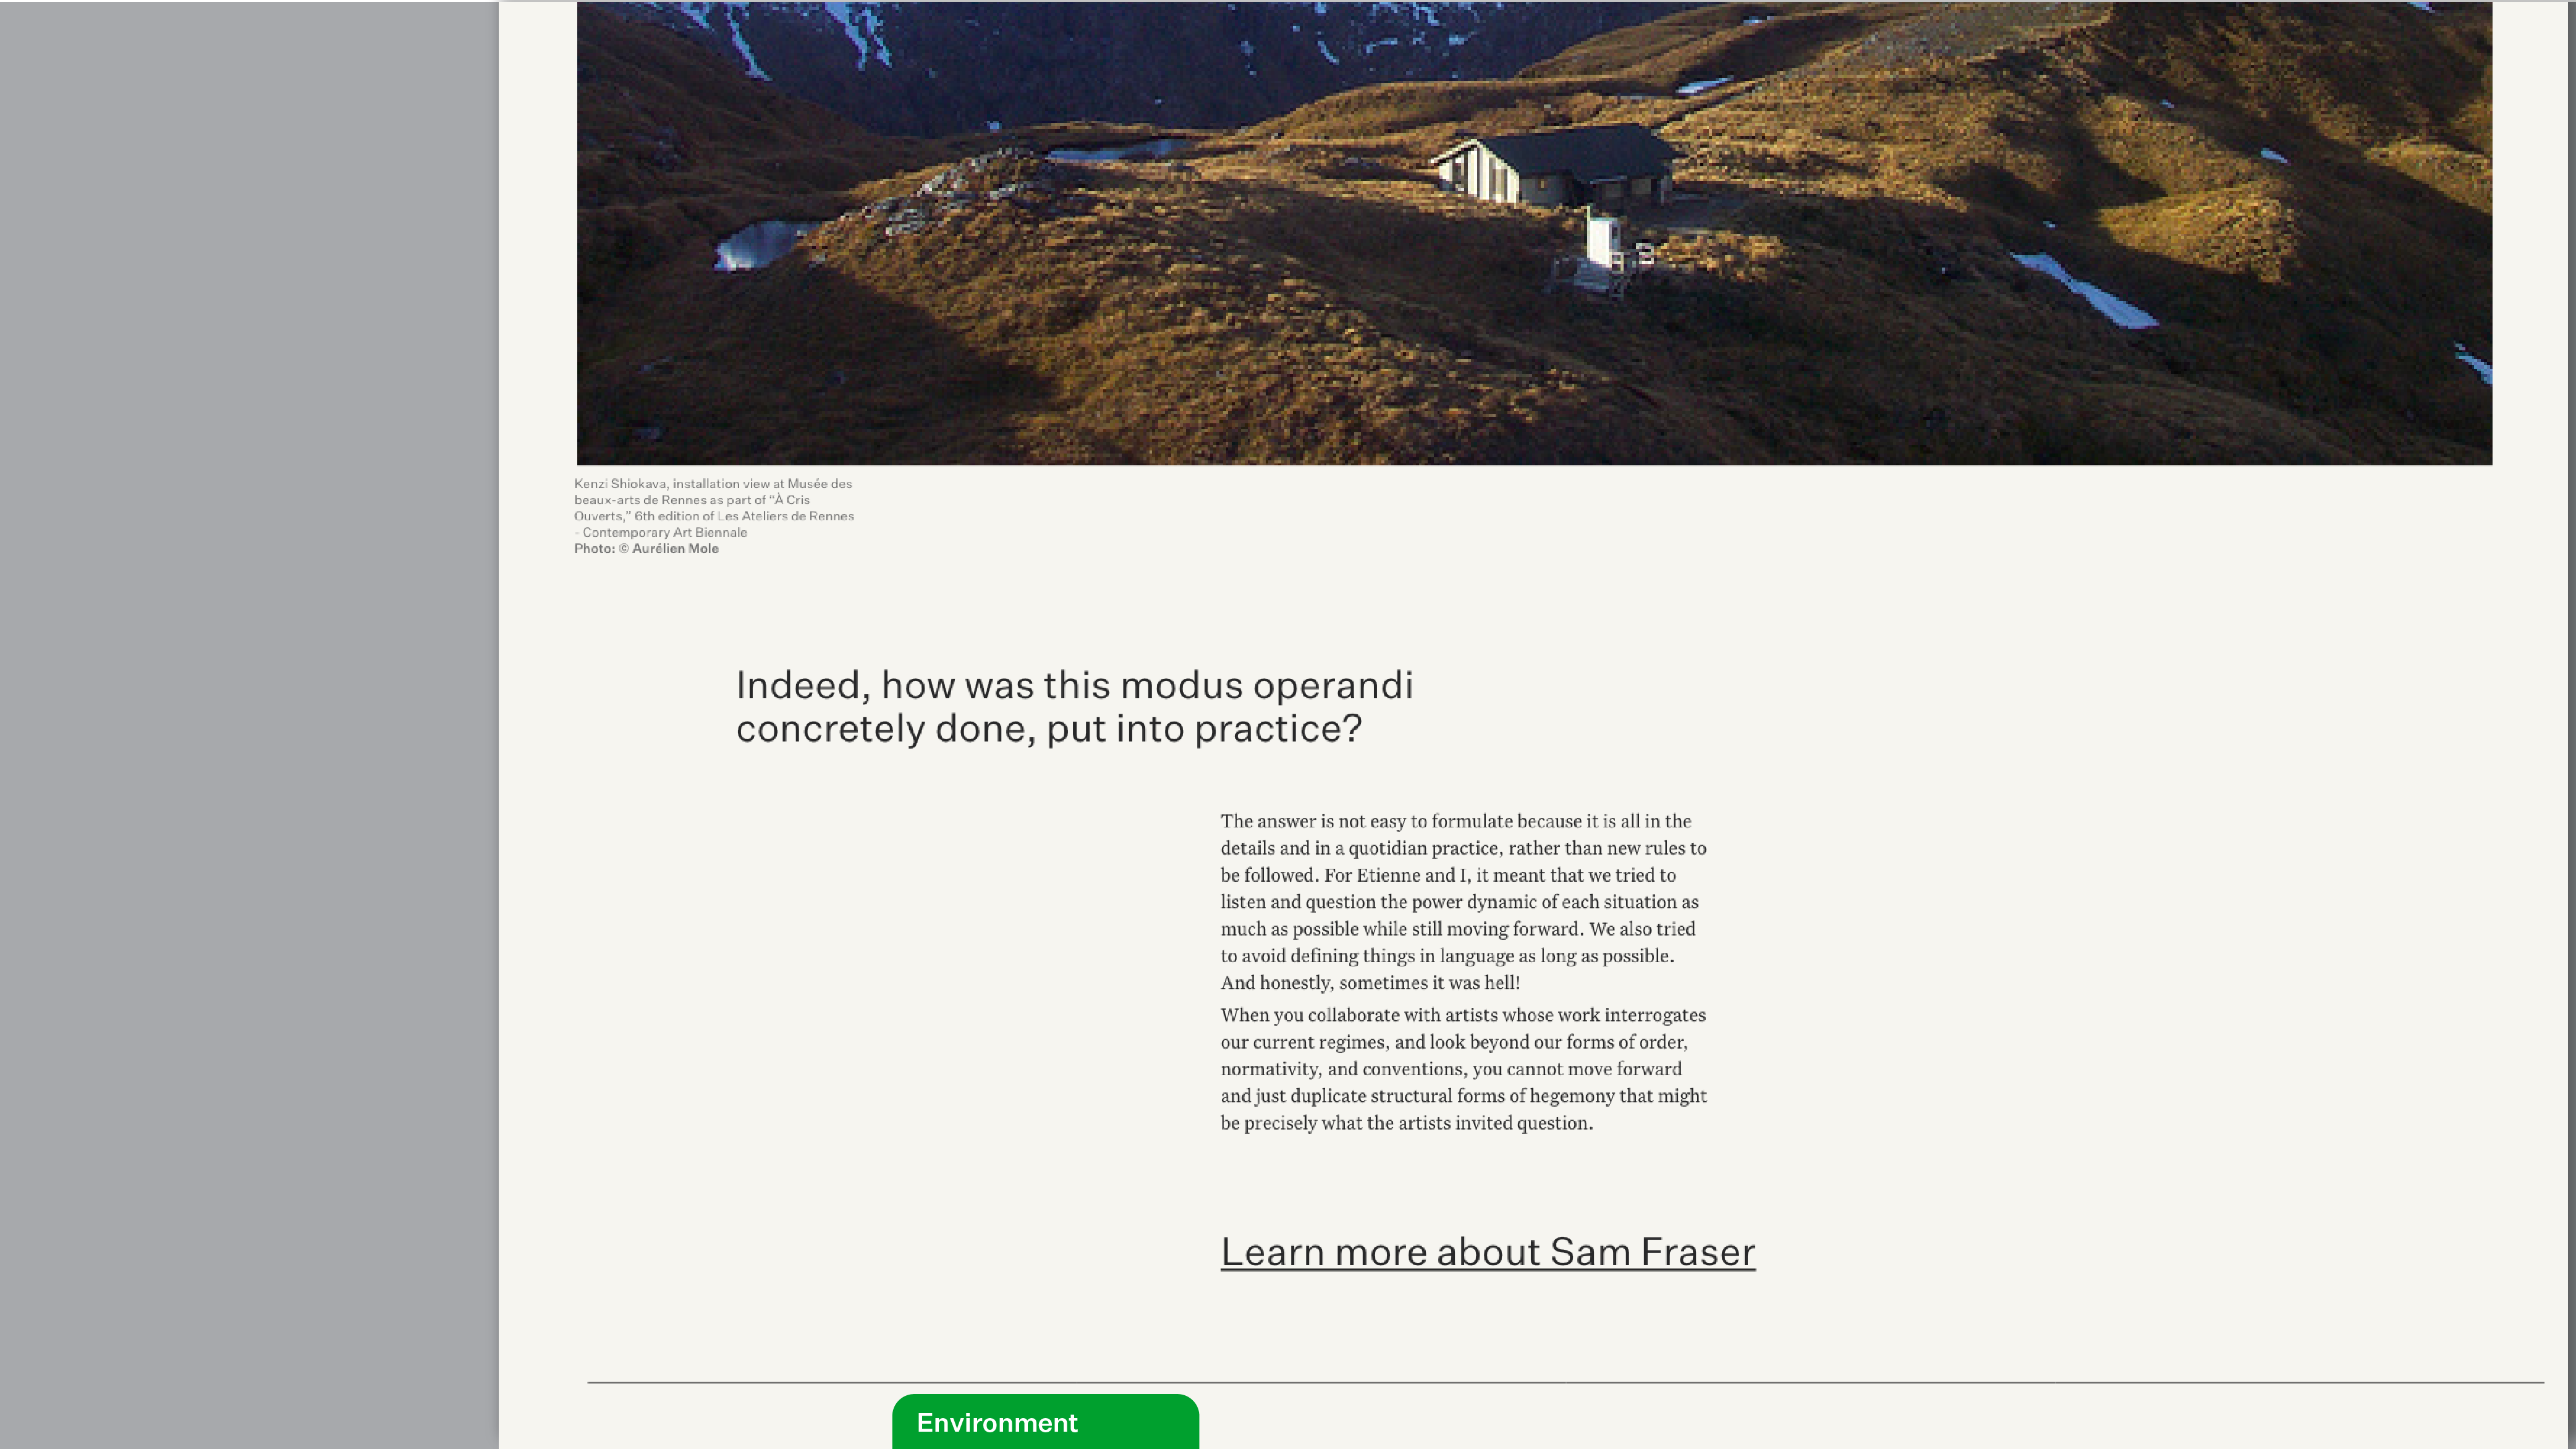 Kenzi Shiokava, installation view at Musée des
beaux-arts de Rennes as part of “À Cris
Ouverts,” 6th edition of Les Ateliers de Rennes
- Contemporary Art Biennale
Photo: © Aurélien Mole
Indeed, how was this modus operandi
concretely done, put into practice?
The answer is not easy to formulate because it is all in the
details and in a quotidian practice, rather than new rules to
be followed. For Etienne and I, it meant that we tried to
listen and question the power dynamic of each situation as
much as possible while still moving forward. We also tried
to avoid defining things in language as long as possible.
And honestly, sometimes it was hell!
When you collaborate with artists whose work interrogates
our current regimes, and look beyond our forms of order,
normativity, and conventions, you cannot move forward
and just duplicate structural forms of hegemony that might
be precisely what the artists invited question.
Learn more about Sam Fraser
Environment